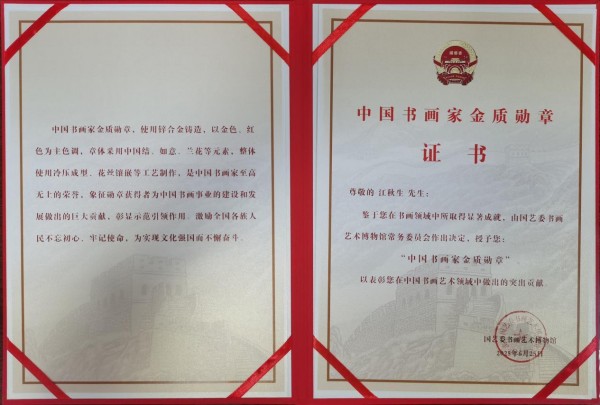 中国书画家金质勋章，使用锌合金铸造，以金色、红
色为主色调，章体采用中国结、如意、兰花等元素，整体
使用冷压成型、花丝镶嵌等工艺制作，是中国书画家至高
无上的荣誉，象征勋章获得者为中国书画事业的建设和发
展做出的巨大贡献，彰显示范引领作用。激励全国各族人
民不忘初心、牢记使命，为实现文化强国而不懈奋斗。
中国书画家金质勋章
证书
尊敬的 江秋生 先生：
鉴于您在书画领域中所取得显著成就，由国艺委书画
艺术博物馆常务委员会作出决定，授予您：
“中国书画家金质勋章”
以表彰您在中国书画艺术领域中做出的突出贡献
国艺委书画艺术博物馆